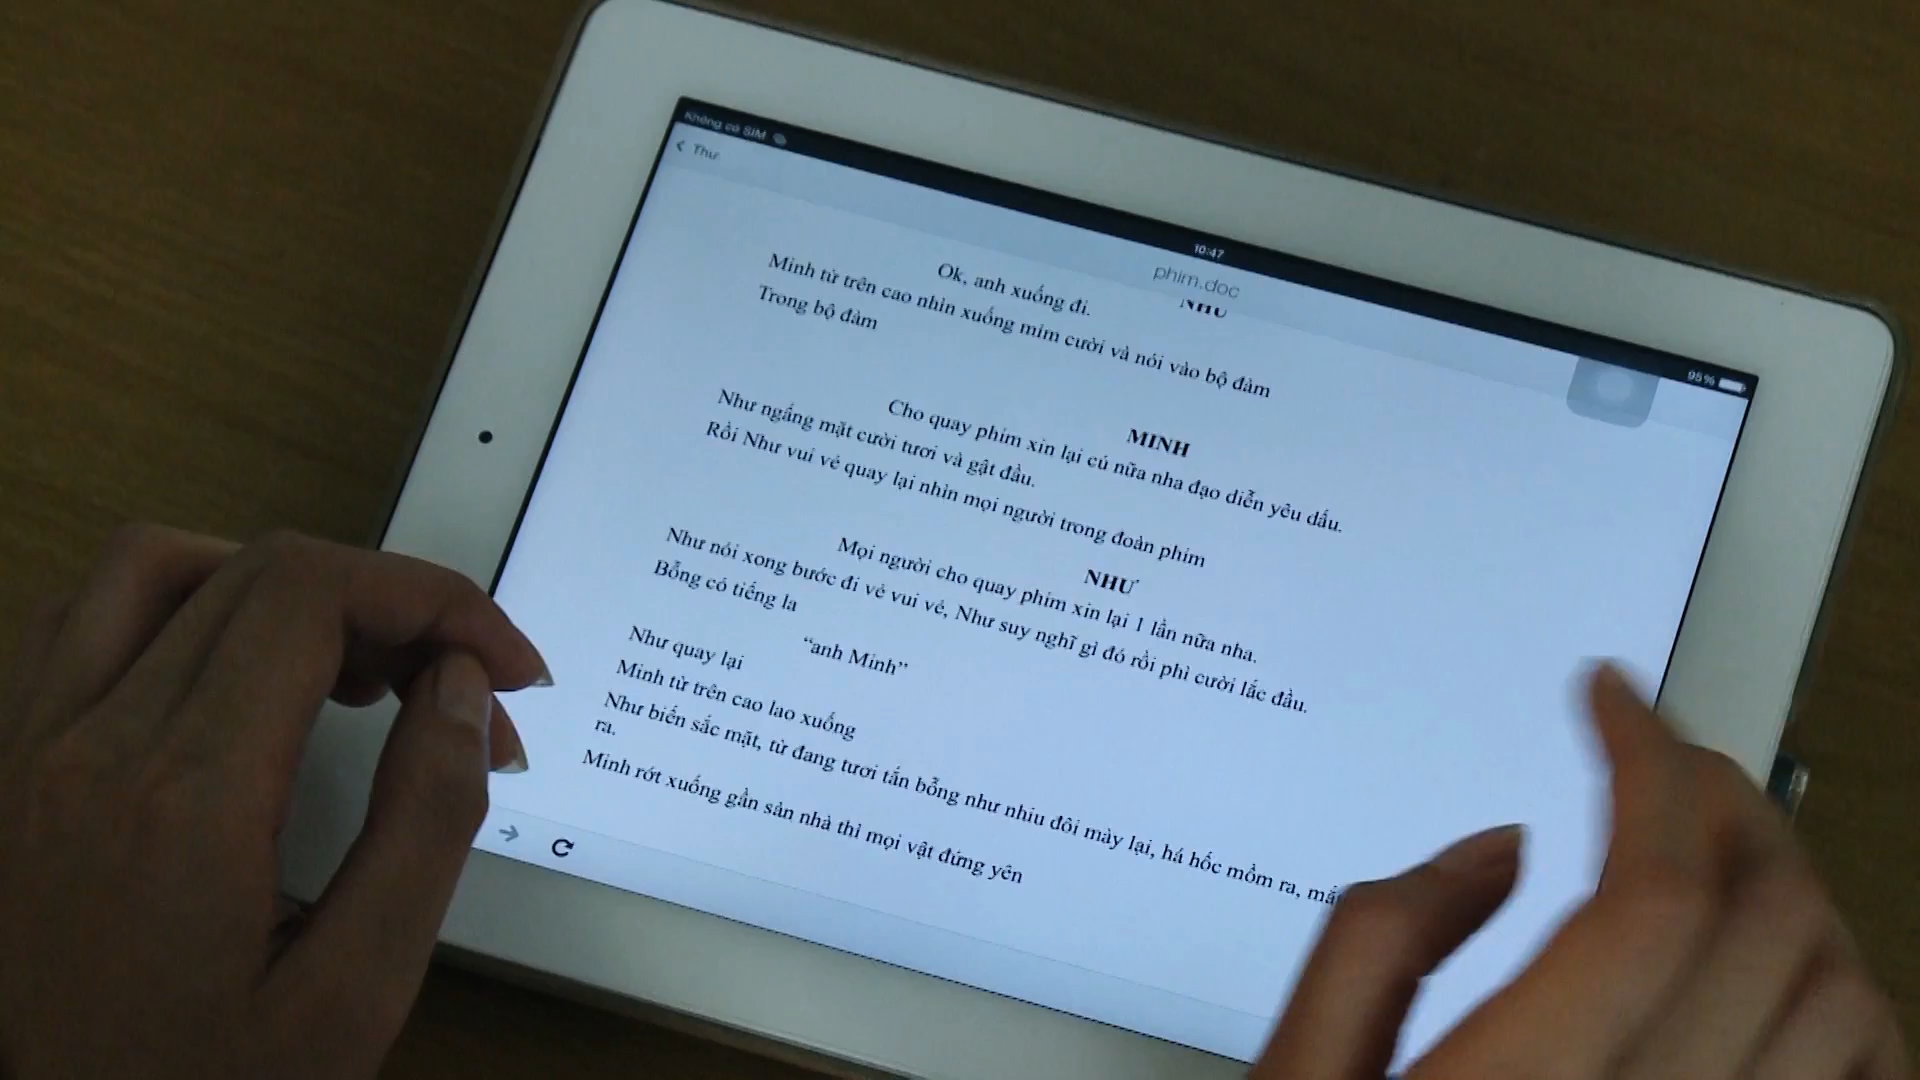 Không có SIM
10:47
95%
Thư
phim.doc
NHƯ
Ok, anh xuống đi.
Minh từ trên cao nhìn xuống mỉm cười và nói vào bộ đàm
Trong bộ đàm
MINH
Cho quay phim xin lại cú nữa nha đạo diễn yêu dấu.
Như ngẩng mặt cười tươi và gật đầu.
Rồi Như vui vẻ quay lại nhìn mọi người trong đoàn phim
NHƯ
Mọi người cho quay phim xin lại 1 lần nữa nha.
Như nói xong bước đi vẻ vui vẻ, Như suy nghĩ gì đó rồi phì cười lắc đầu.
Bỗng có tiếng la
“anh Minh”
Như quay lại
Minh từ trên cao lao xuống
Như biến sắc mặt, từ đang tươi tắn bỗng như nhíu đôi mày lại, há hốc mồm ra,
ra.
Minh rớt xuống gần sàn nhà thì mọi vật đứng yên